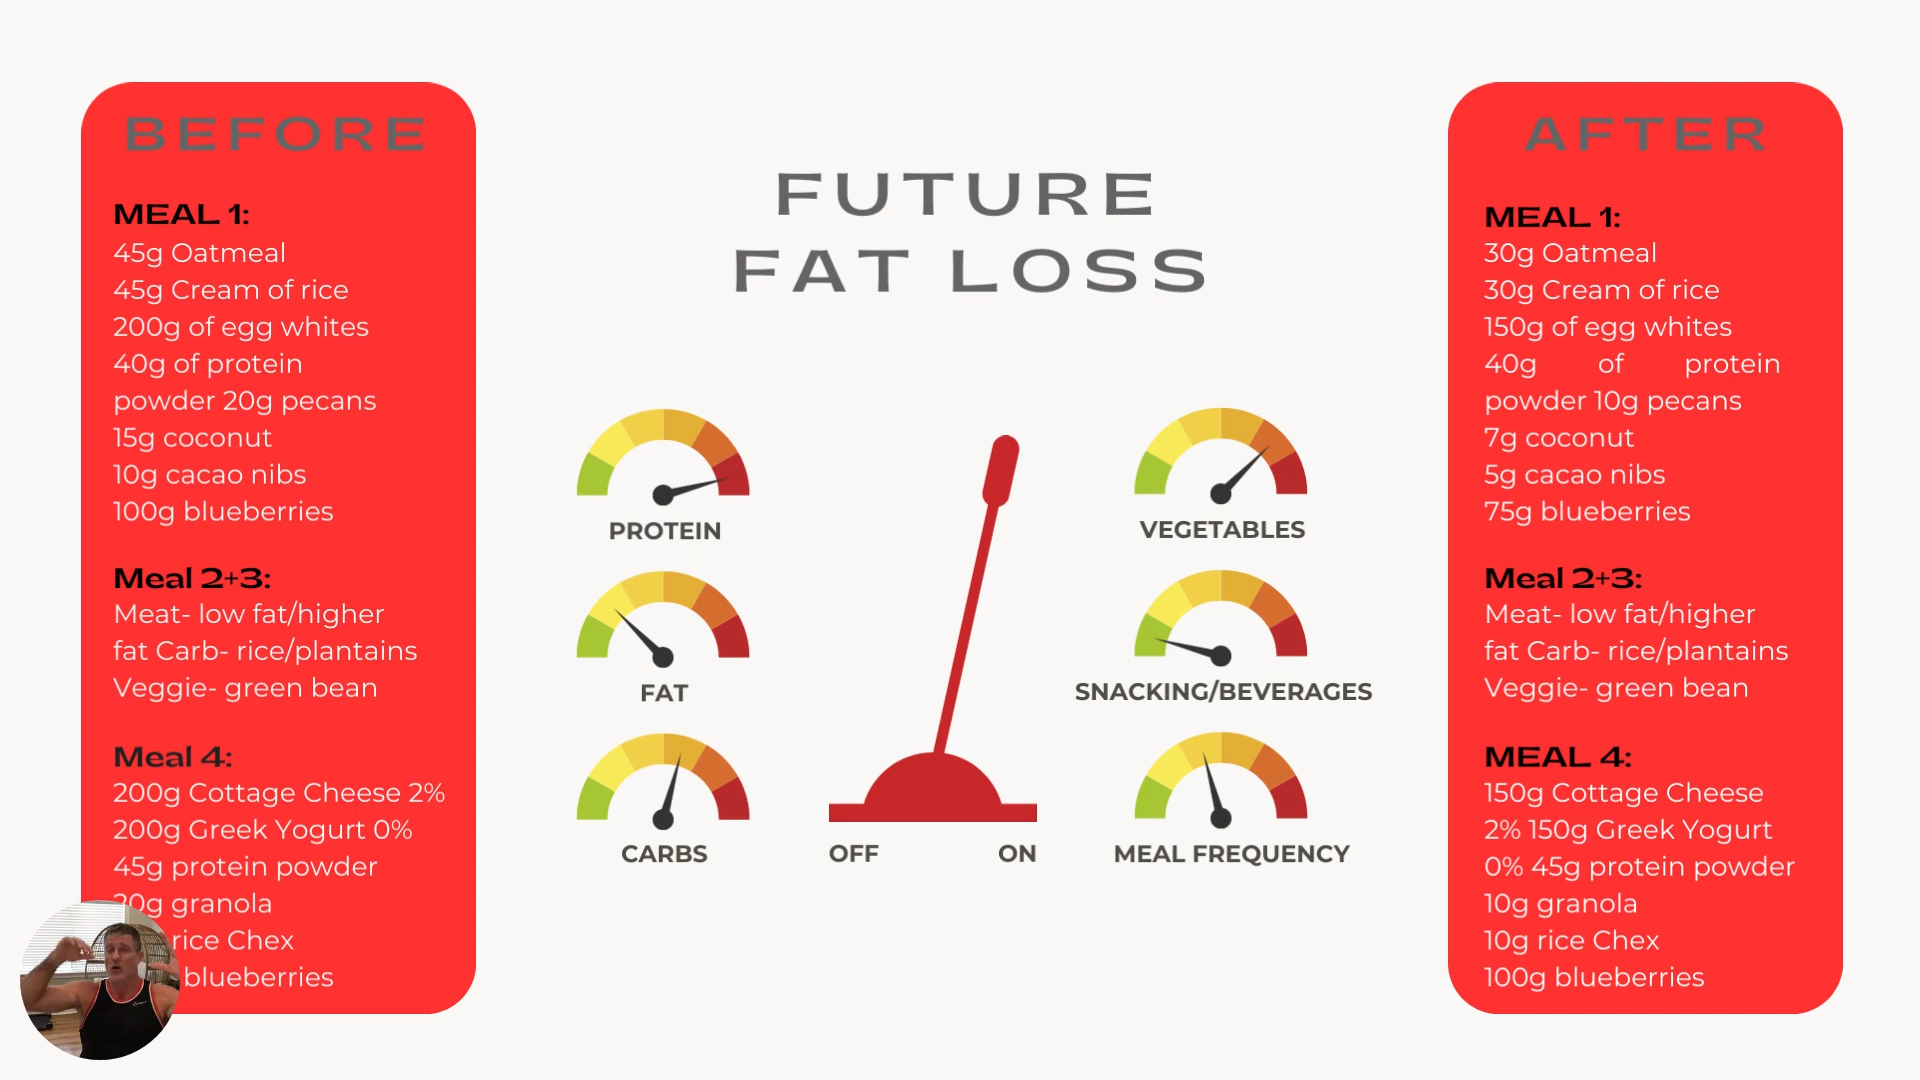 BEFORE
MEAL 1:
45g Oatmeal
45g Cream of rice
200g of egg whites
40g of protein
powder 20g pecans
15g coconut
10g cacao nibs
100g blueberries
Meal 2+3:
Meat- low fat/higher
fat Carb- rice/plantains
Veggie- green bean
Meal 4:
200g Cottage Cheese 2%
200g Greek Yogurt 0%
45g protein powder
20g granola
rice Chex
blueberries
FUTURE
FAT LOSS
PROTEIN
FAT
CARBS
OFF
ON
VEGETABLES
SNACKING/BEVERAGES
MEAL FREQUENCY
AFTER
MEAL 1:
30g Oatmeal
30g Cream of rice
150g of egg whites
40g of protein
powder 10g pecans
7g coconut
5g cacao nibs
75g blueberries
Meal 2+3:
Meat- low fat/higher
fat Carb- rice/plantains
Veggie- green bean
MEAL 4:
150g Cottage Cheese
2% 150g Greek Yogurt
0% 45g protein powder
10g granola
10g rice Chex
100g blueberries